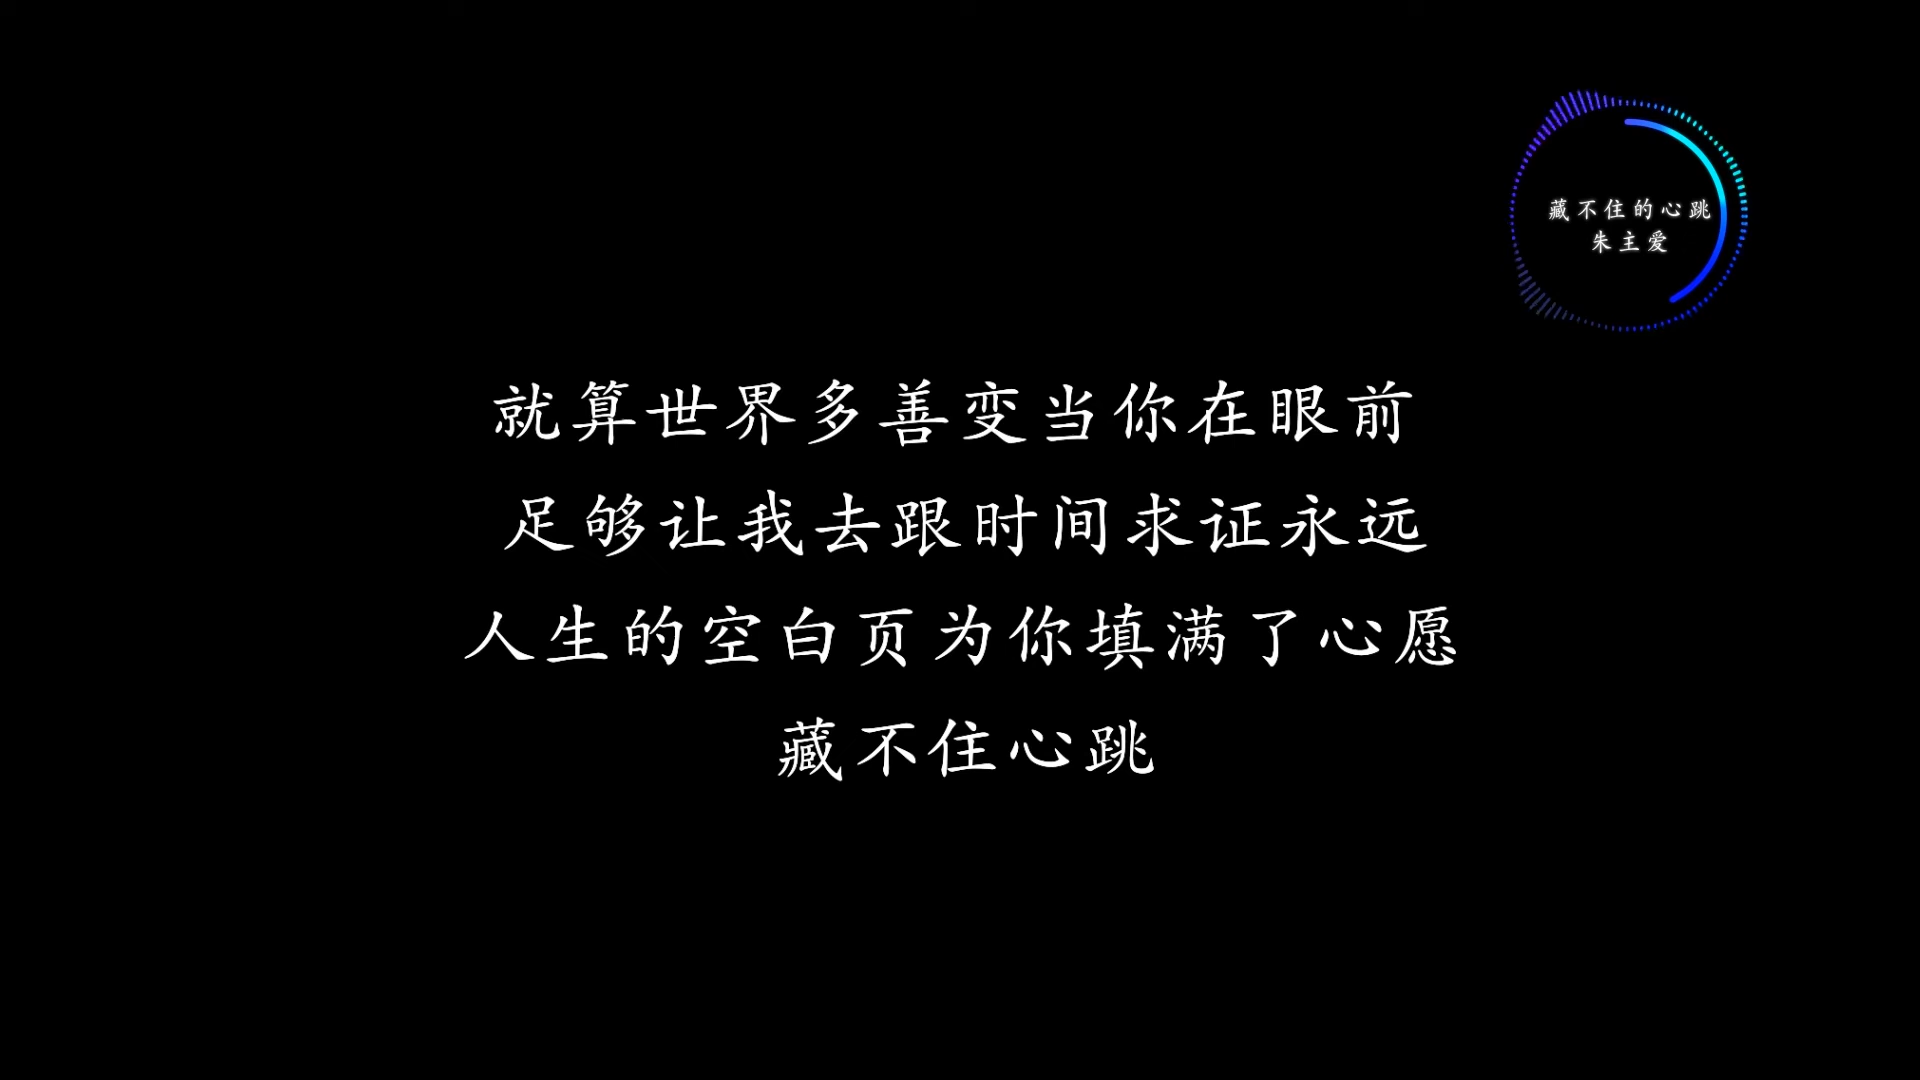 藏不住的心跳
朱主爱
就算世界多善变当你在眼前
足够让我去跟时间求证永远
人生的空白页为你填满了心愿
藏不住心跳